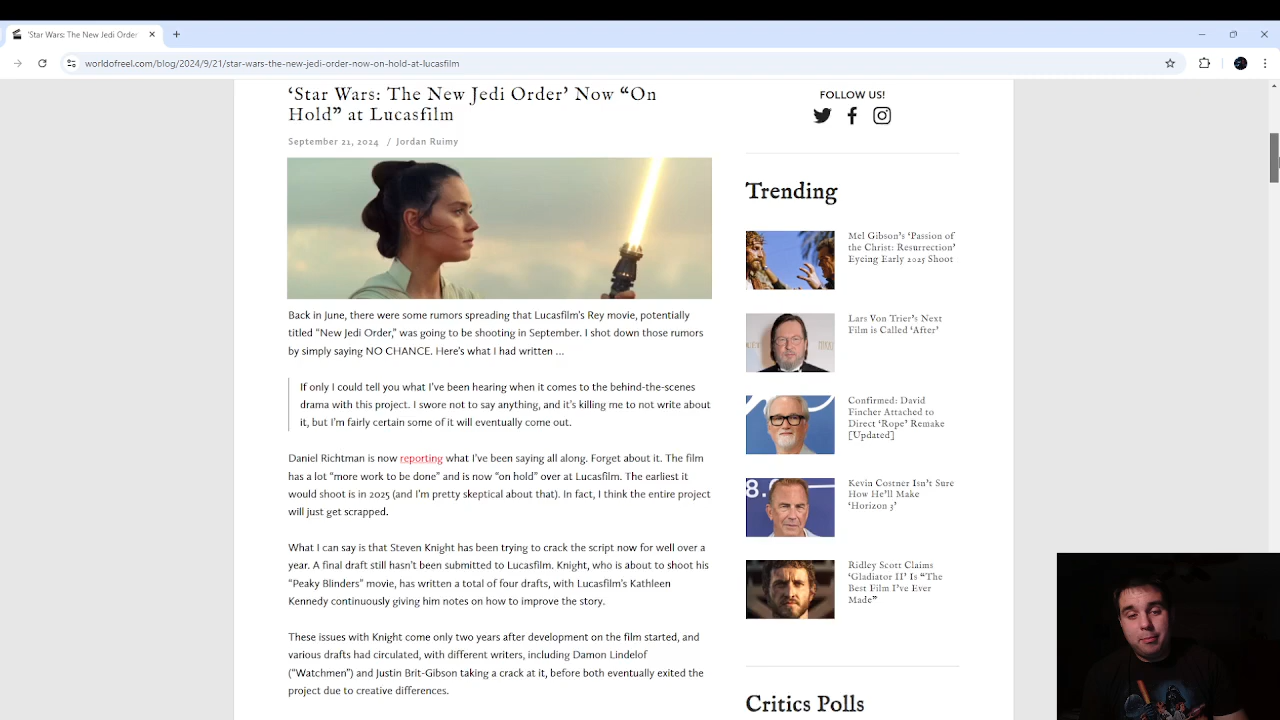 'Star Wars: The New Jedi Order
worldofreel.com/blog/2024/9/21/star-wars-the-new-jedi-order-now-on-hold-at-lucasfilm
‘Star Wars: The New Jedi Order’ Now “On
Hold” at Lucasfilm
September 21, 2024 / Jordan Ruimy
Back in June, there were some rumors spreading that Lucasfilm’s Rey movie, potentially
titled “New Jedi Order,” was going to be shooting in September. I shot down those rumors
by simply saying NO CHANCE. Here’s what I had written …
If only I could tell you what I’ve been hearing when it comes to the behind-the-scenes
drama with this project. I swore not to say anything, and it’s killing me to not write about
it, but I’m fairly certain some of it will eventually come out.
Daniel Richtman is now reporting what I’ve been saying all along. Forget about it. The film
has a lot “more work to be done” and is now “on hold” over at Lucasfilm. The earliest it
would shoot is in 2025 (and I’m pretty skeptical about that). In fact, I think the entire project
will just get scrapped.
What I can say is that Steven Knight has been trying to crack the script now for well over a
year. A final draft still hasn’t been submitted to Lucasfilm. Knight, who is about to shoot his
“Peaky Blinders” movie, has written a total of four drafts, with Lucasfilm’s Kathleen
Kennedy continuously giving him notes on how to improve the story.
These issues with Knight come only two years after development on the film started, and
various drafts had circulated, with different writers, including Damon Lindelof
(“Watchmen”) and Justin Brit-Gibson taking a crack at it, before both eventually exited the
project due to creative differences.
FOLLOW US!
Trending
Mel Gibson’s ‘Passion of
the Christ: Resurrection’
Eyeing Early 2025 Shoot
Lars Von Trier’s Next
Film is Called ‘After’
Confirmed: David
Fincher Attached to
Direct ‘Rope’ Remake
[Updated]
Kevin Costner Isn’t Sure
How He’ll Make
‘Horizon 3’
Ridley Scott Claims
‘Gladiator II’ Is “The
Best Film I’ve Ever
Made”
Critics Polls